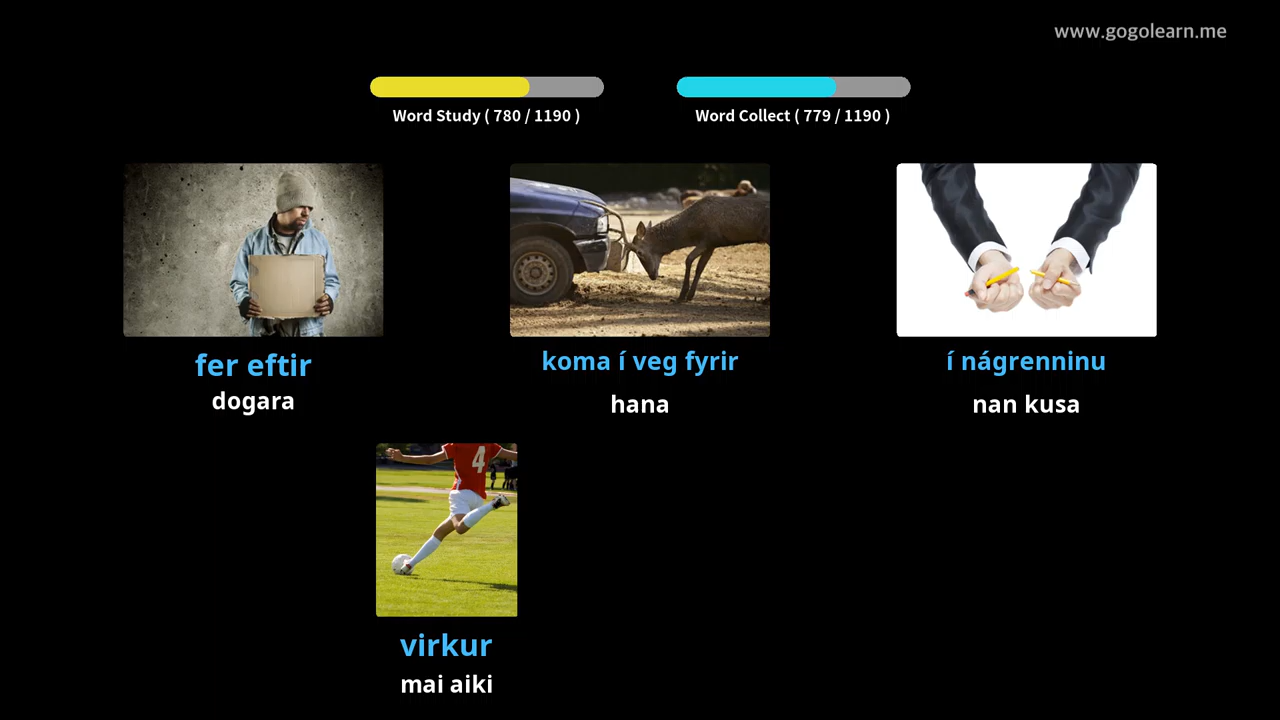 www.gogolearn.me
Word Study ( 780 / 1190 )
Word Collect ( 779 / 1190 )
fer eftir
dogara
koma í veg fyrir
hana
í nágrenninu
nan kusa
4
virkur
mai aiki